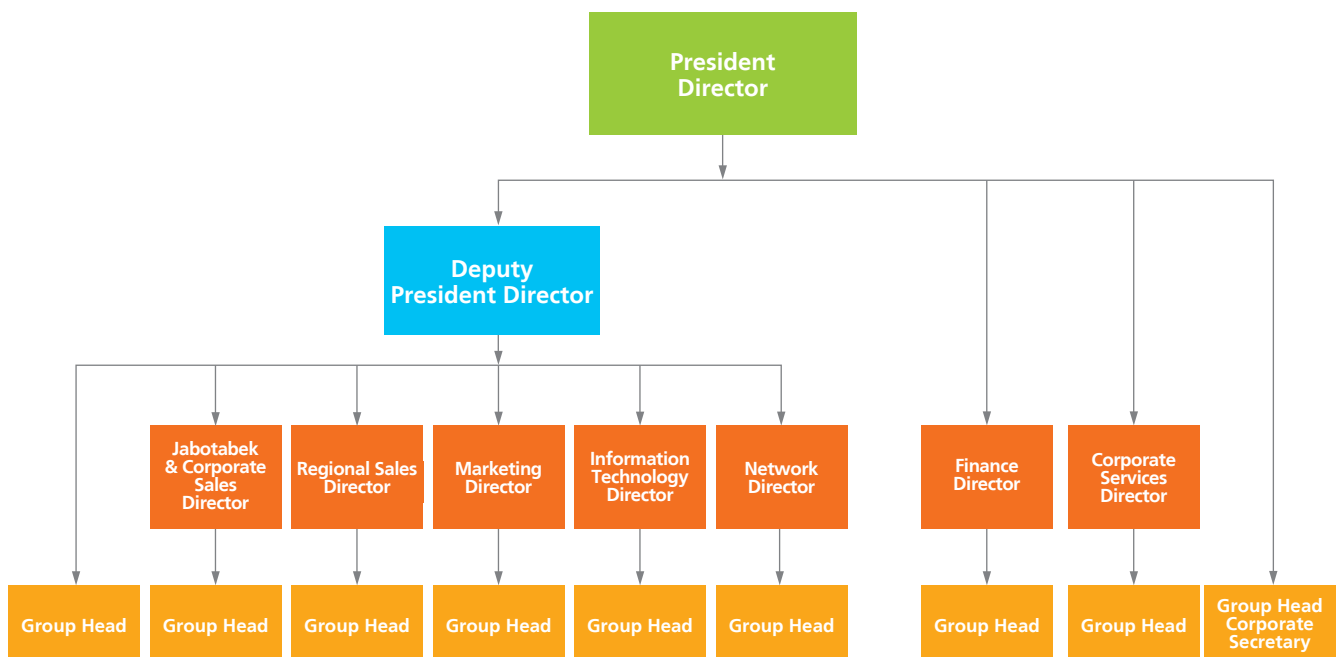 President
Director
Deputy
President Director
Jabotabek
& Corporate
Sales
Director
Regional Sales
Director
Marketing
Director
Information
Technology
Director
Network
Director
Finance
Director
Corporate
Services
Director
Group Head
Group Head
Group Head
Group Head
Group Head
Group Head
Group Head
Group Head
Group Head
Corporate
Secretary